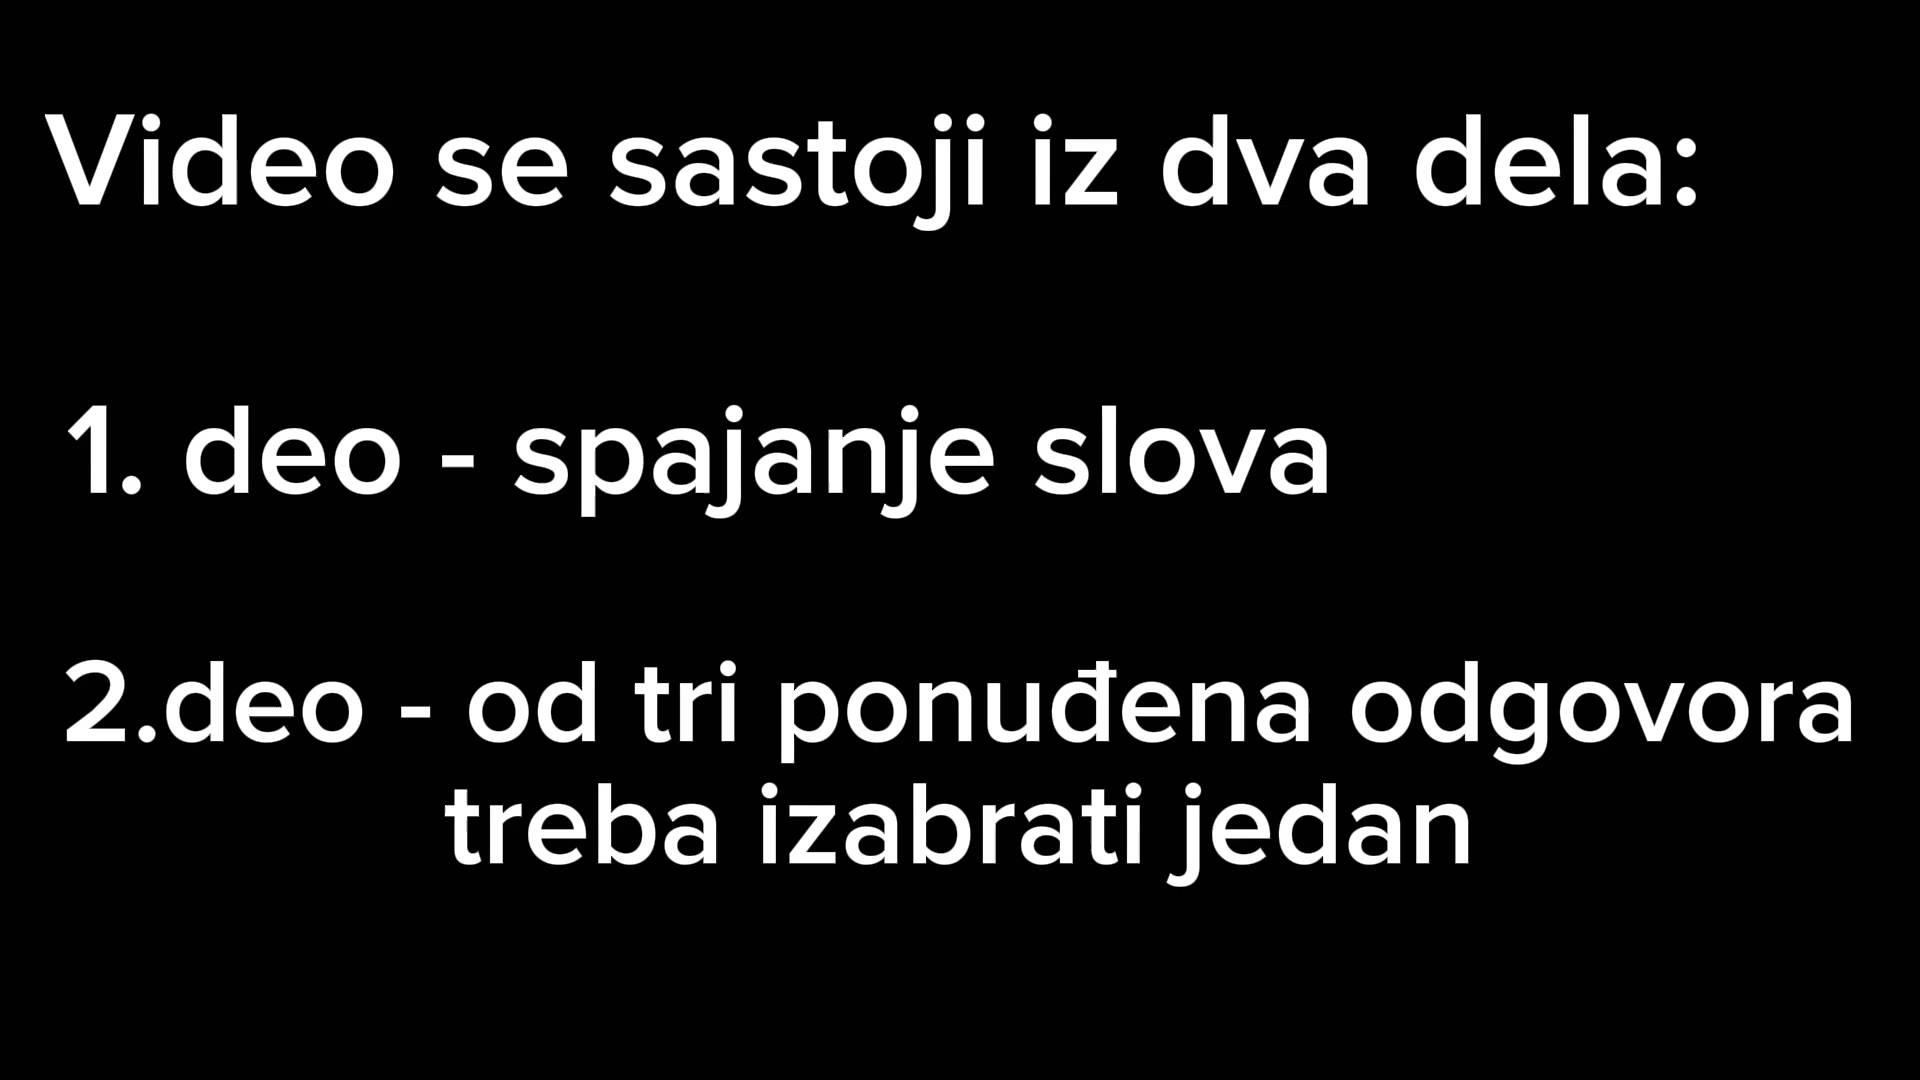 Video se sastoji iz dva dela:
1. deo - spajanje slova
2.deo - od tri ponuđena odgovora
treba izabrati jedan